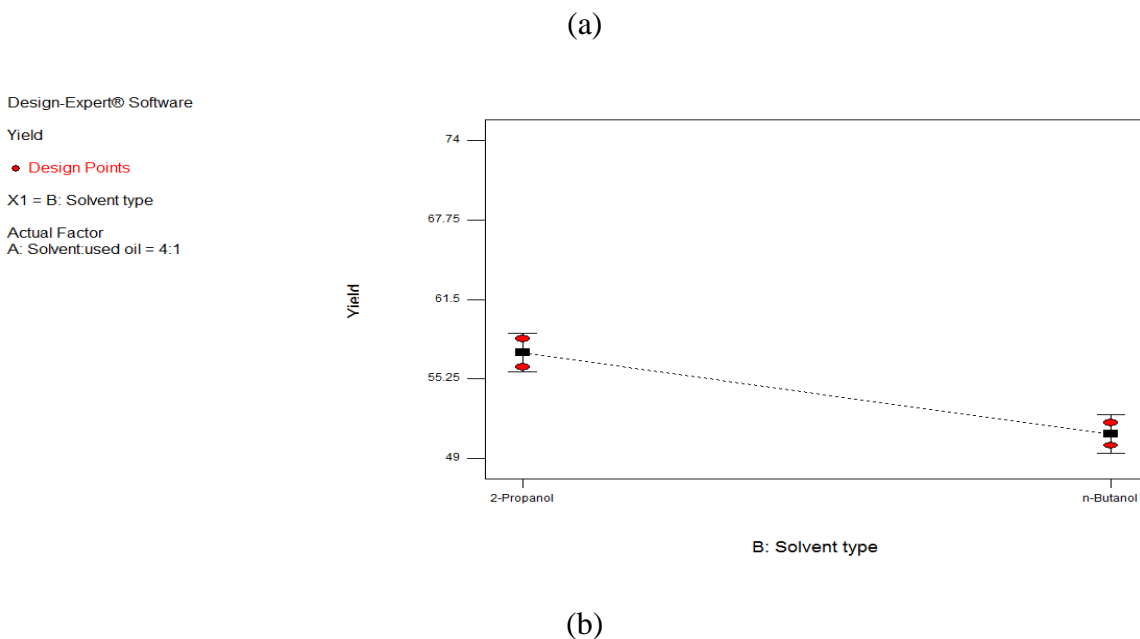 (a)
Design-Expert® Software
Yield
Design Points
X1 = B: Solvent type
Actual Factor
A: Solvent:used oil = 4:1
74
67.75
61.5
55.25
49
Yield
2-Propanol
n-Butanol
B: Solvent type
(b)